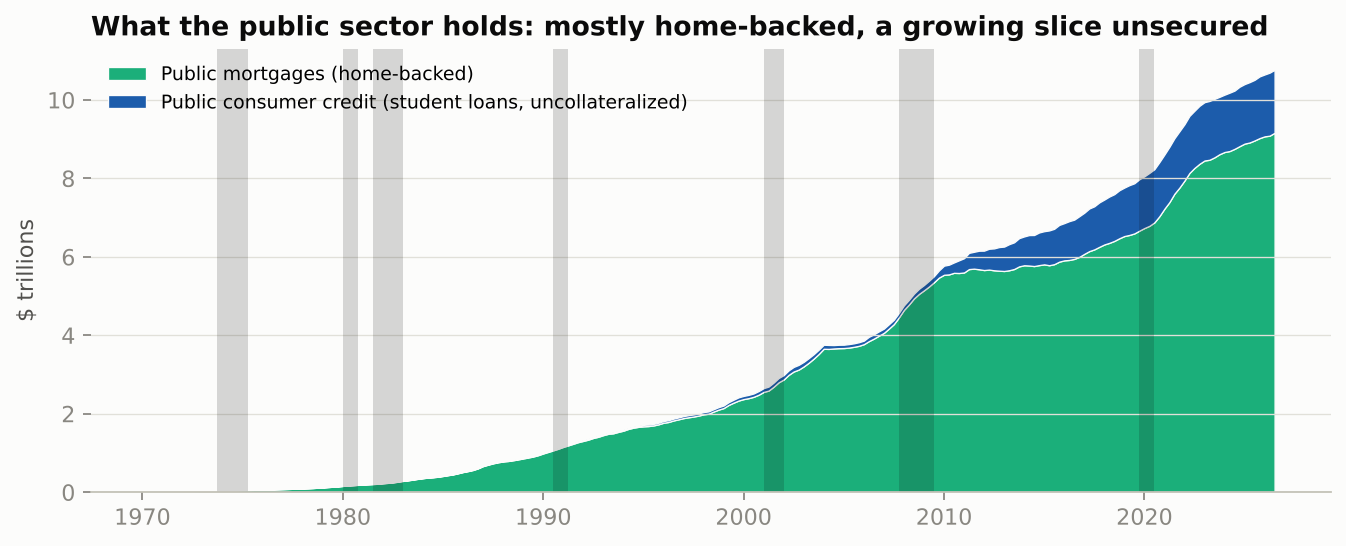 What the public sector holds: mostly home-backed, a growing slice unsecured
Public mortgages (home-backed)
Public consumer credit (student loans, uncollateralized)
$ trillions
10
8
6
4
2
0
1970 1980 1990 2000 2010 2020